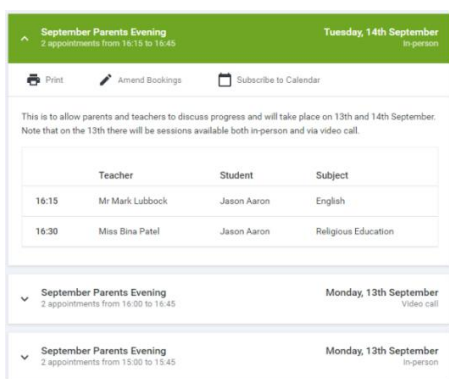 September Parents Evening Tuesday, 14th September
2 appointments from 16:15 to 16:45 In-person
Print Amend Bookings Subscribe to Calendar
This is to allow parents and teachers to discuss progress and will take place on 13th and 14th September.
Note that on the 13th there will be sessions available both in-person and via video call.
Teacher Student Subject
16:15 Mr Mark Lubbock Jason Aaron English
16:30 Miss Bina Patel Jason Aaron Religious Education
September Parents Evening Monday, 13th September
2 appointments from 16:00 to 16:45 Video call
September Parents Evening Monday, 13th September
2 appointments from 15:00 to 15:45 In-person